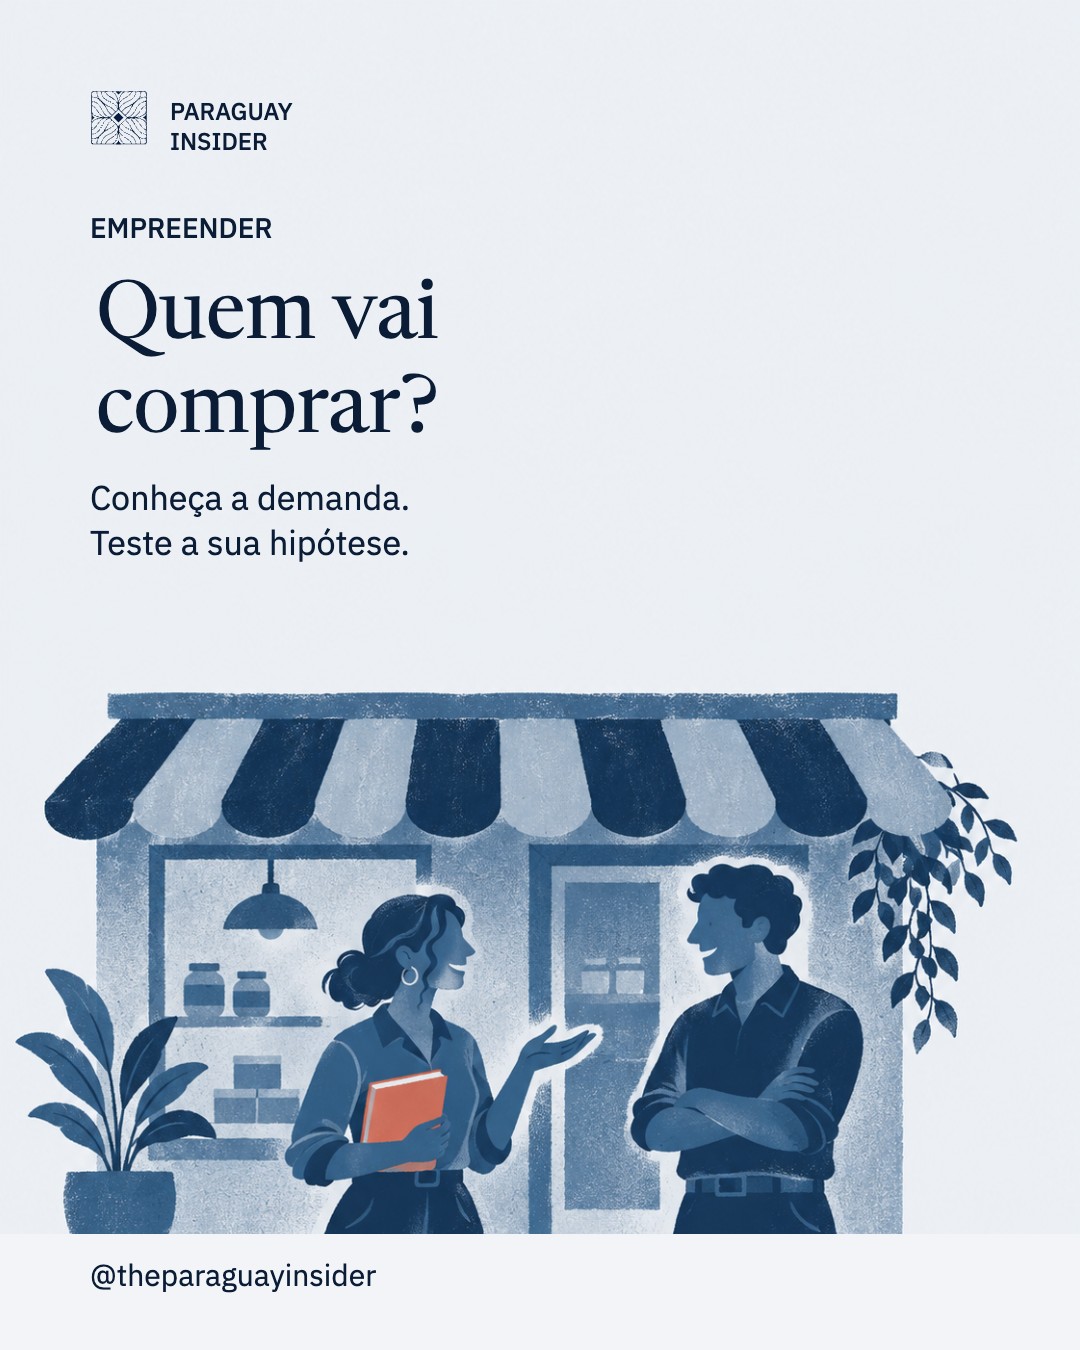 PARAGUAY
INSIDER
EMPREENDER
Quem vai
comprar?
Conheça a demanda.
Teste a sua hipótese.
@theparaguayinsider